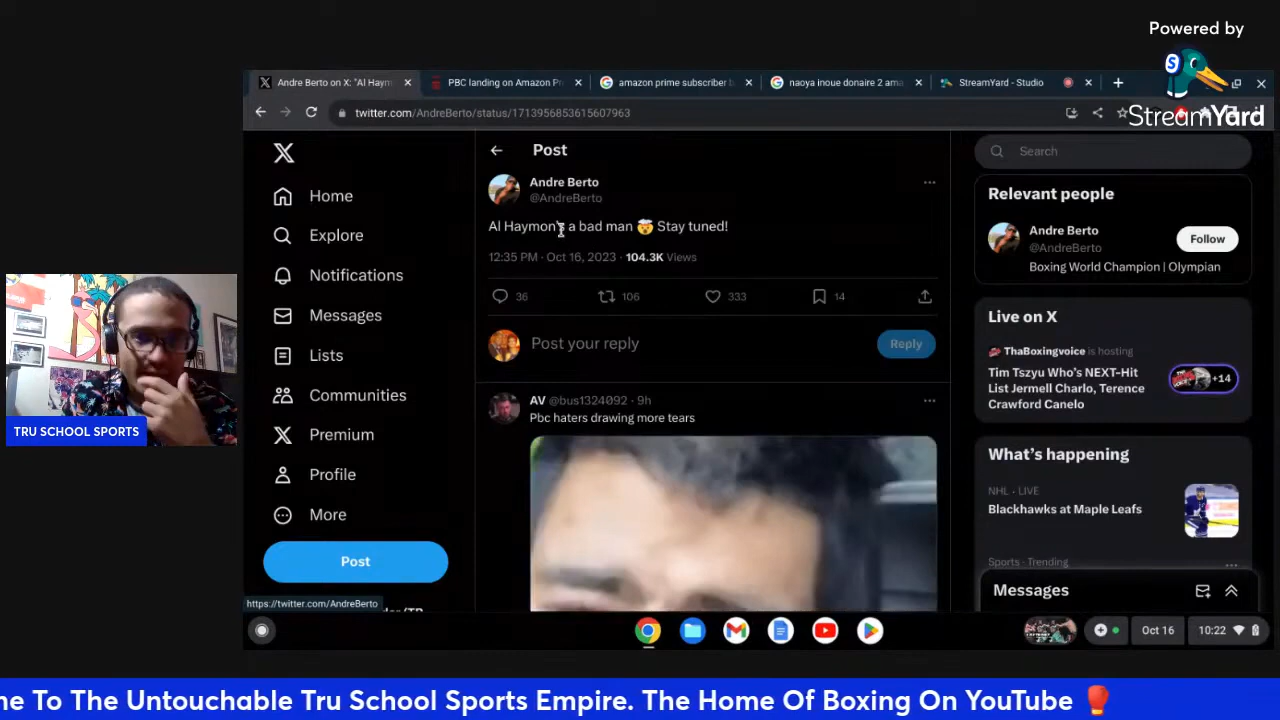 Powered by
StreamYard
Andre Berto on X: "Al Haym
PBC landing on Amazon Pr
amazon prime subscriber b
naoya inoue donaire 2 ama
StreamYard - Studio
twitter.com/AndreBerto/status/1713956853615607963
Home
Explore
Notifications
Messages
Lists
Communities
Premium
Profile
More
Post
https://twitter.com/AndreBerto
Post
Andre Berto
@AndreBerto
Al Haymon's a bad man 🤯 Stay tuned!
12:35 PM · Oct 16, 2023 · 104.3K Views
36
106
333
14
Post your reply
Reply
AV @bus1324092 · 9h
Pbc haters drawing more tears
Search
Relevant people
Andre Berto
@AndreBerto
Follow
Boxing World Champion | Olympian
Live on X
ThaBoxingvoice is hosting
Tim Tszyu Who's NEXT-Hit
List Jermell Charlo, Terence
Crawford Canelo
+14
What's happening
NHL · LIVE
Blackhawks at Maple Leafs
Sports · Trending
Messages
Oct 16
10:22
TRU SCHOOL SPORTS
ne To The Untouchable Tru School Sports Empire. The Home Of Boxing On YouTube 🥊